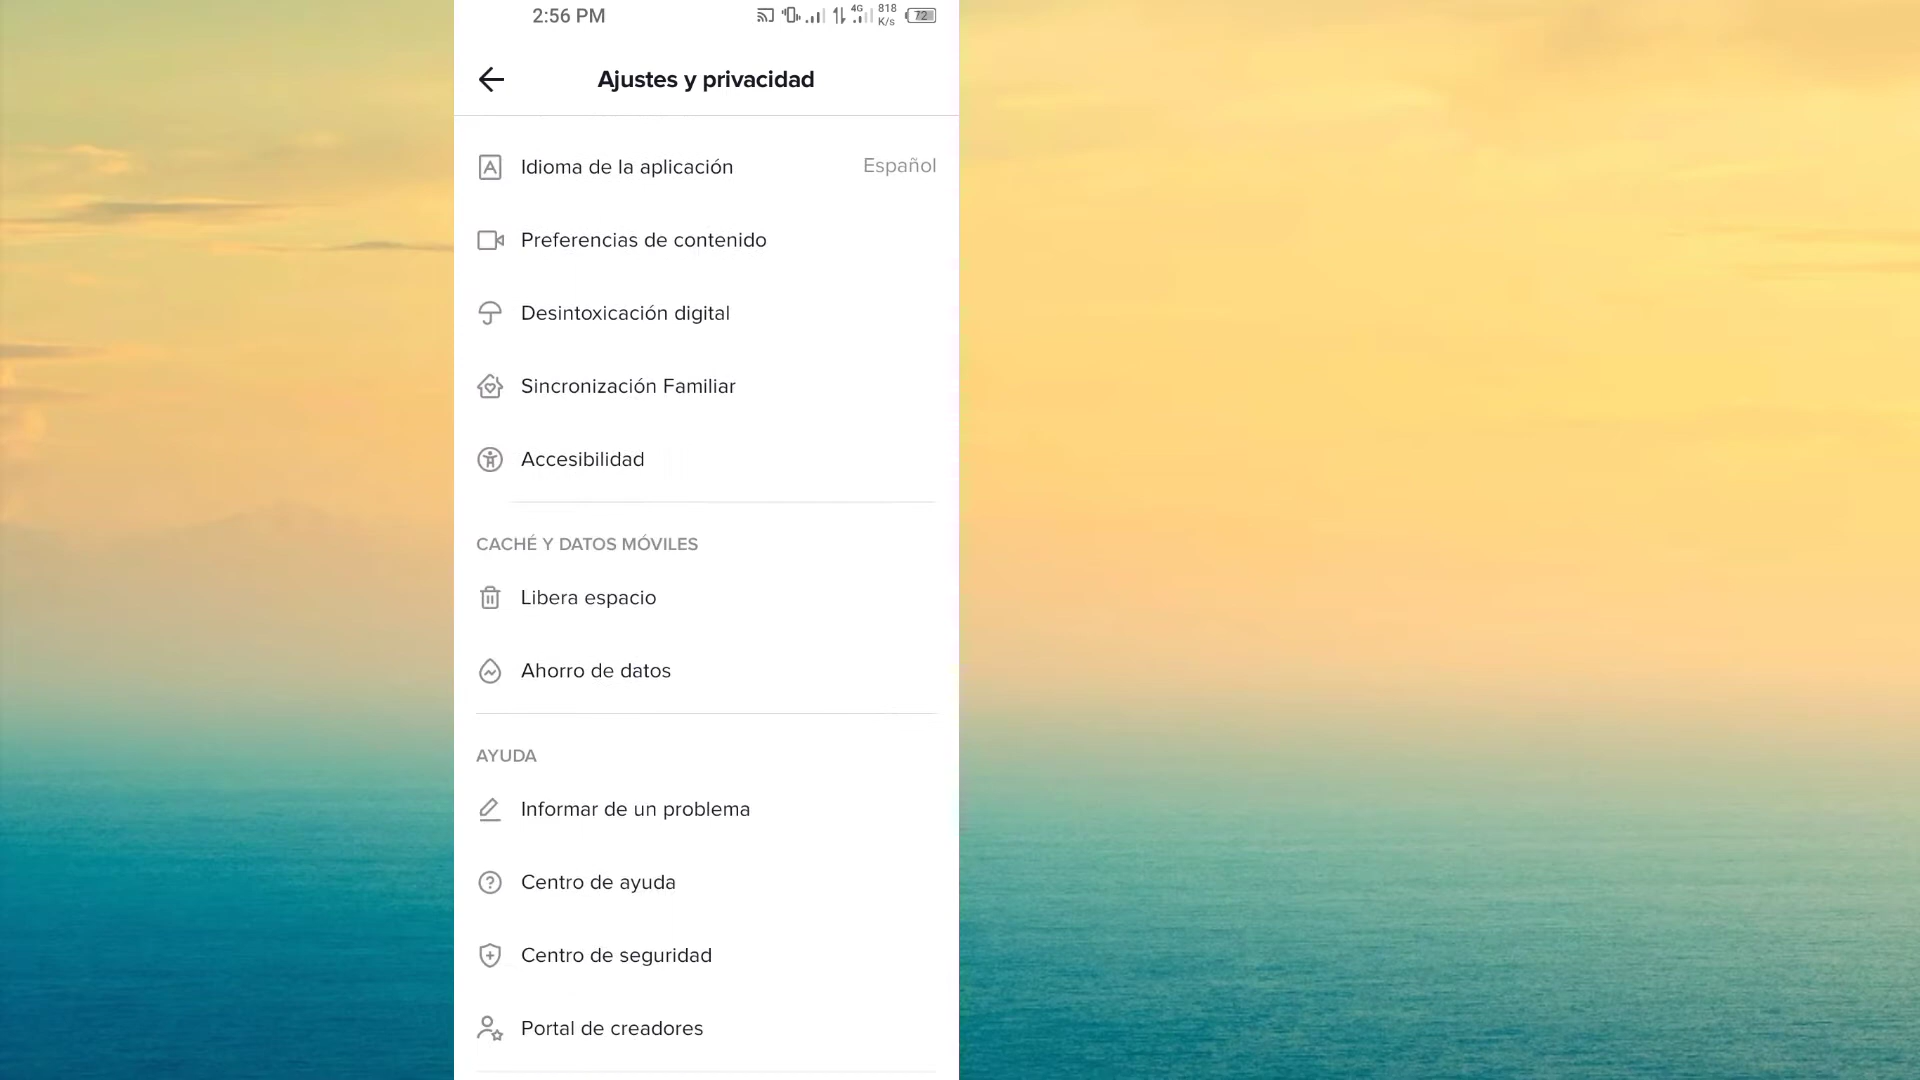 2:56 PM 4G 818 K/s 72
Ajustes y privacidad
Idioma de la aplicación Español
Preferencias de contenido
Desintoxicación digital
Sincronización Familiar
Accesibilidad
CACHÉ Y DATOS MÓVILES
Libera espacio
Ahorro de datos
AYUDA
Informar de un problema
Centro de ayuda
Centro de seguridad
Portal de creadores